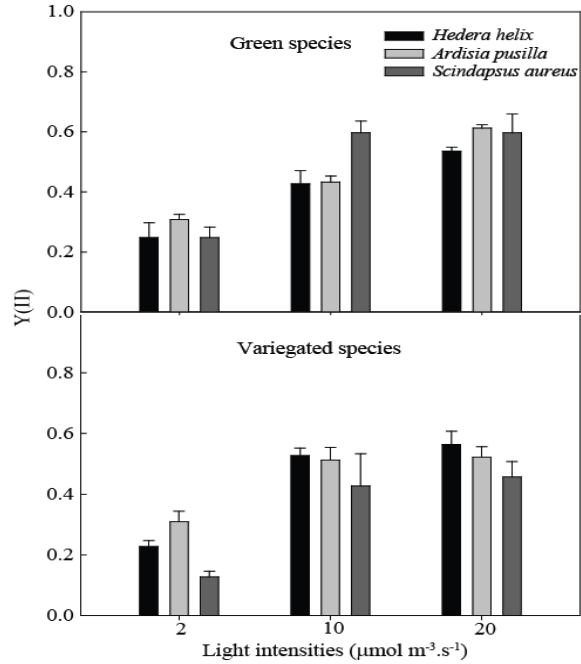 1.0
Green species
Hedera helix
Ardisia pusilla
Scindapsus aureus
0.8
0.6
0.4
0.2
0.0
Y(II)
Variegated species
0.8
0.6
0.4
0.2
0.0
2
10
20
Light intensities (μmol m-³.s-¹)